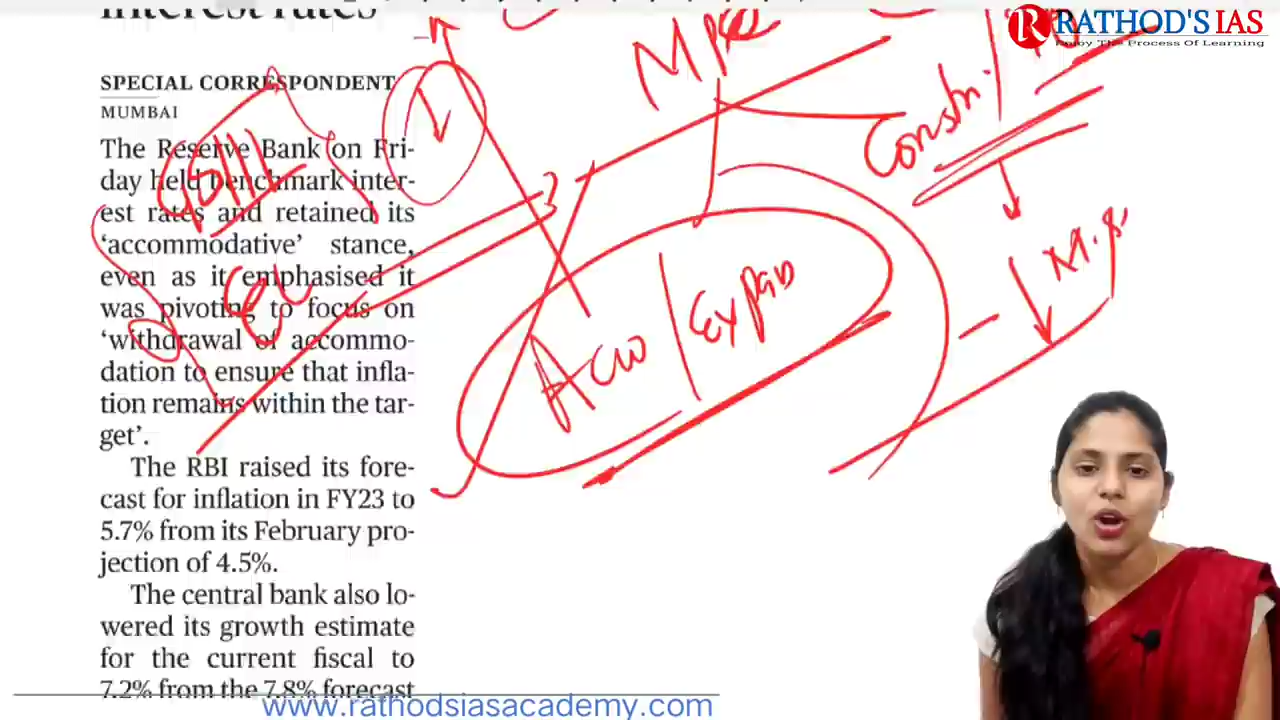 interest rates
SPECIAL CORRESPONDENT
MUMBAI
The Reserve Bank on Fri-
day held benchmark inter-
est rates and retained its
‘accommodative’ stance,
even as it emphasised it
was pivoting to focus on
‘withdrawal of accommo-
dation to ensure that infla-
tion remains within the tar-
get’.
The RBI raised its fore-
cast for inflation in FY23 to
5.7% from its February pro-
jection of 4.5%.
The central bank also lo-
wered its growth estimate
for the current fiscal to
7.2% from the 7.8% forecast
RATHOD'S IAS
Enjoy The Process Of Learning
Constri.
M.S.
Expan
www.rathodsiasacademy.com